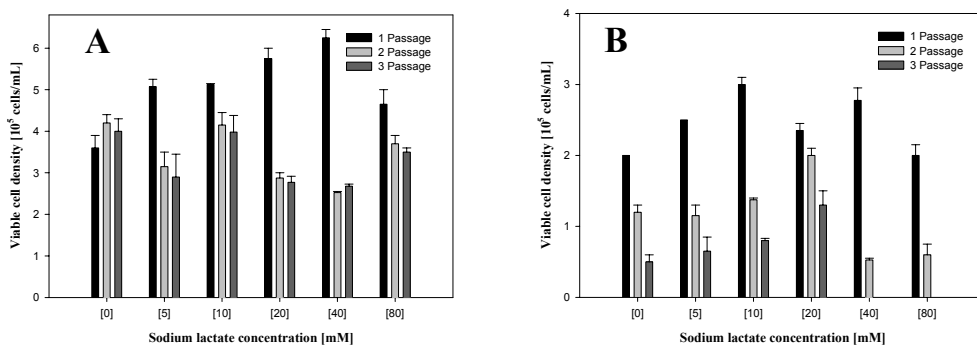 A
1 Passage
2 Passage
3 Passage
Viable cell density [10⁵ cells/mL]
6
5
4
3
2
1
0
[0] [5] [10] [20] [40] [80]
Sodium lactate concentration [mM]
B
1 Passage
2 Passage
3 Passage
Viable cell density [10⁵ cells/mL]
4
3
2
1
0
[0] [5] [10] [20] [40] [80]
Sodium lactate concentration [mM]